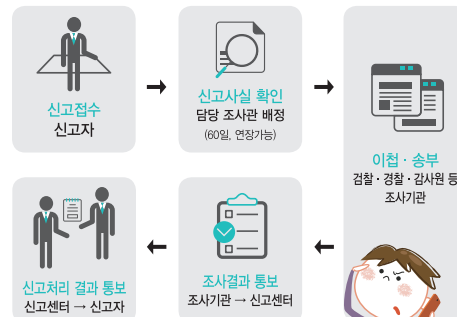 신고접수
신고자
신고사실 확인
담당 조사관 배정
(60일, 연장가능)
이첩 · 송부
검찰 · 경찰 · 감사원 등
조사기관
조사결과 통보
조사기관 → 신고센터
신고처리 결과 통보
신고센터 → 신고자